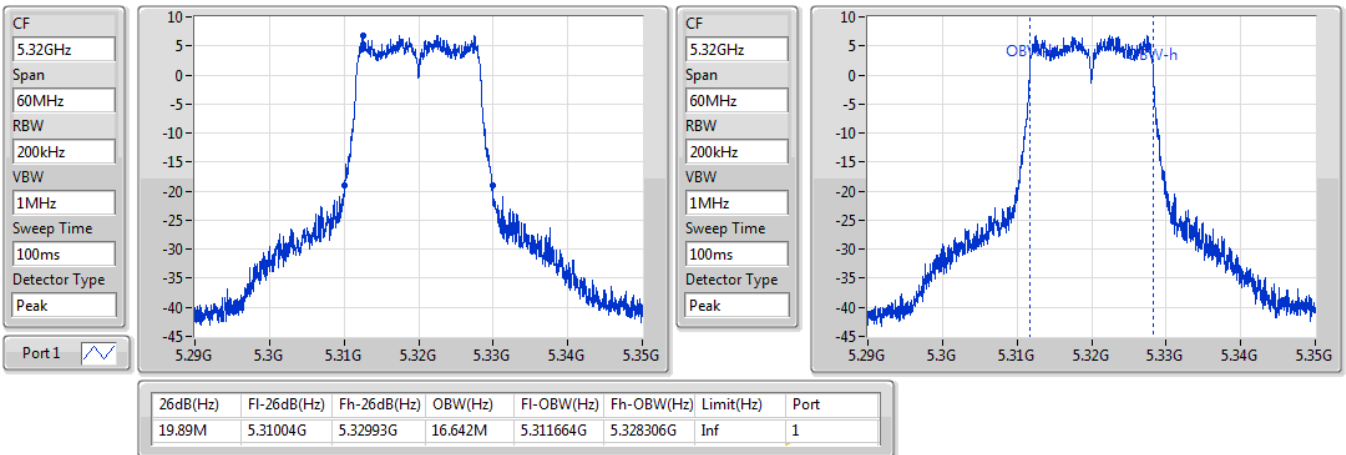 CF
5.32GHz
Span
60MHz
RBW
200kHz
VBW
1MHz
Sweep Time
100ms
Detector Type
Peak
Port 1
10
5
0
-5
-10
-15
-20
-25
-30
-35
-40
-45
5.29G 5.3G 5.31G 5.32G 5.33G 5.34G 5.35G
CF
5.32GHz
Span
60MHz
RBW
200kHz
VBW
1MHz
Sweep Time
100ms
Detector Type
Peak
10
5
0
-5
-10
-15
-20
-25
-30
-35
-40
-45
5.29G 5.3G 5.31G 5.32G 5.33G 5.34G 5.35G
26dB(Hz) Fl-26dB(Hz) Fh-26dB(Hz) OBW(Hz) Fl-OBW(Hz) Fh-OBW(Hz) Limit(Hz) Port
19.89M 5.31004G 5.32993G 16.642M 5.311664G 5.328306G Inf 1